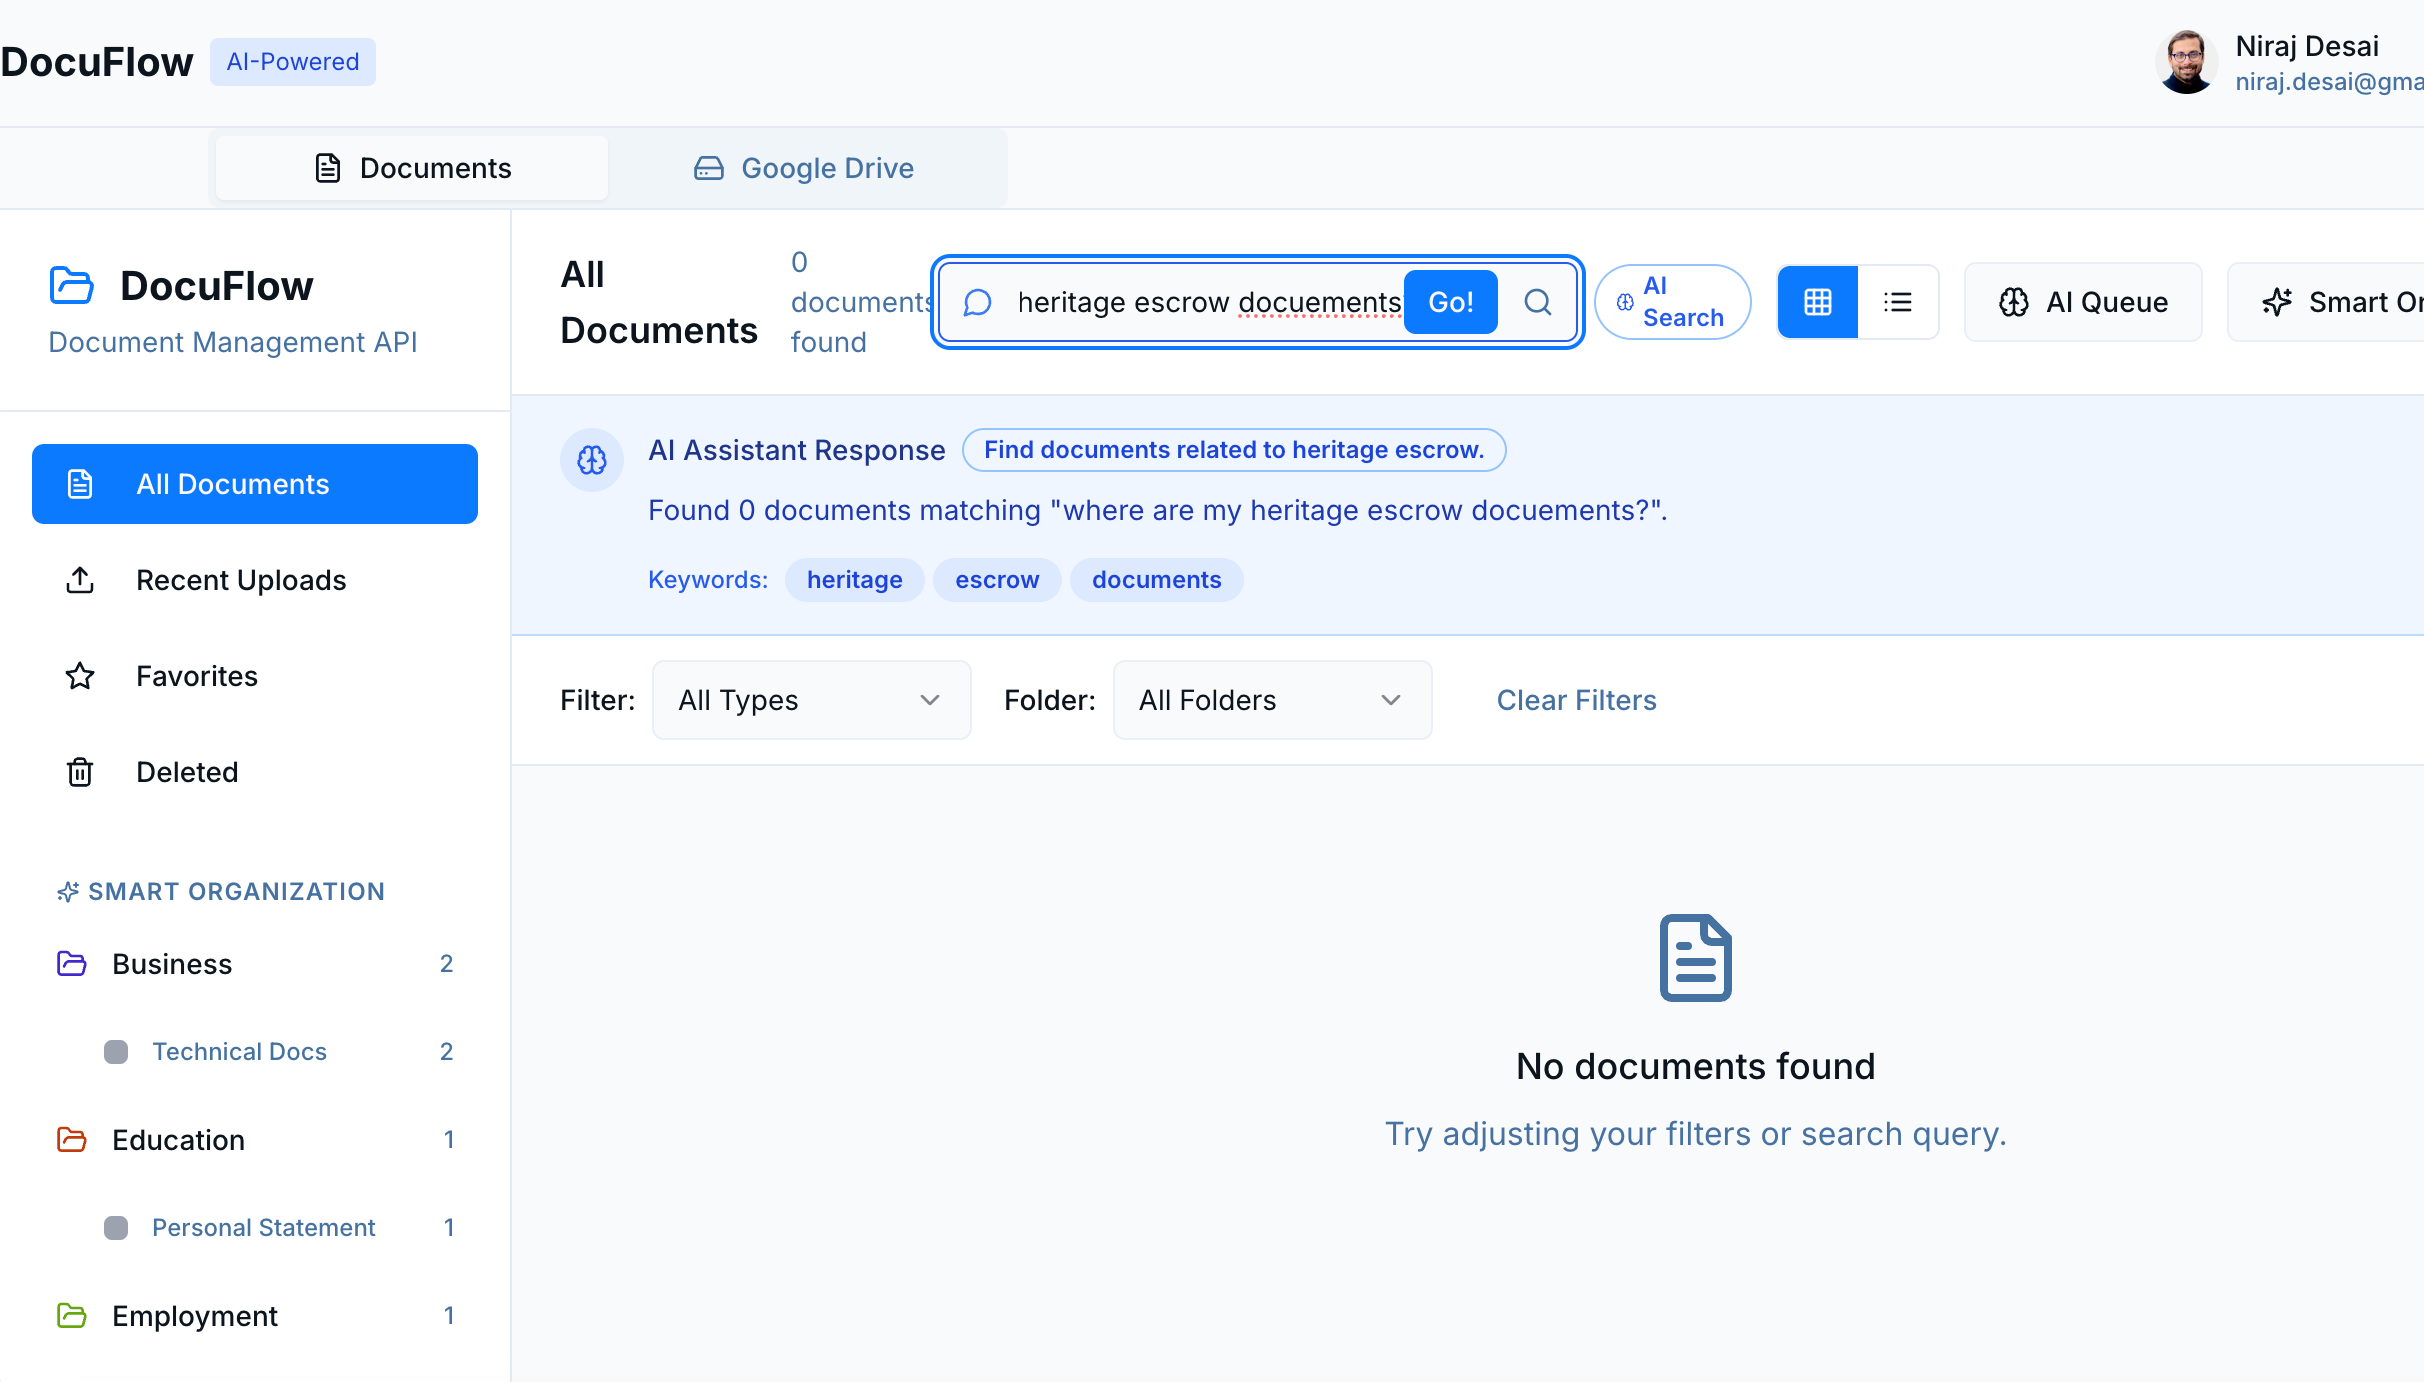 DocuFlow AI-Powered
Niraj Desai
niraj.desai@gma
Documents
Google Drive
DocuFlow
Document Management API
All Documents
Recent Uploads
Favorites
Deleted
SMART ORGANIZATION
Business 2
Technical Docs 2
Education 1
Personal Statement 1
Employment 1
All
Documents
0
documents
found
heritage escrow docuements
Go!
AI
Search
AI Queue
Smart Or
AI Assistant Response
Find documents related to heritage escrow.
Found 0 documents matching "where are my heritage escrow docuements?".
Keywords: heritage escrow documents
Filter: All Types Folder: All Folders Clear Filters
No documents found
Try adjusting your filters or search query.